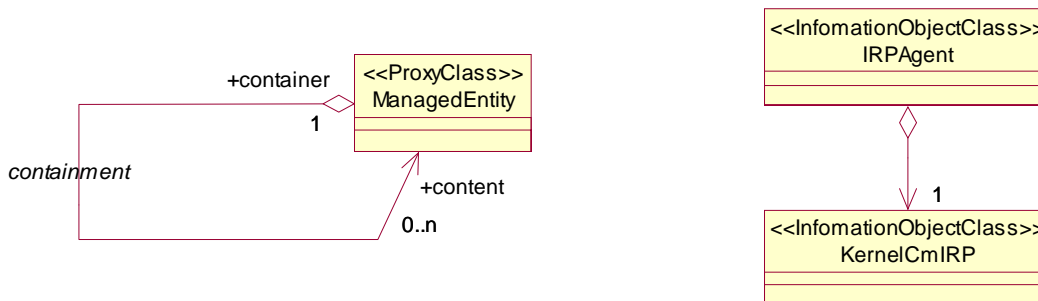 <<InfomationObjectClass>>
IRPAgent
<<ProxyClass>>
ManagedEntity
+container
1
containment
+content
0..n
1
<<InfomationObjectClass>>
KernelCmIRP